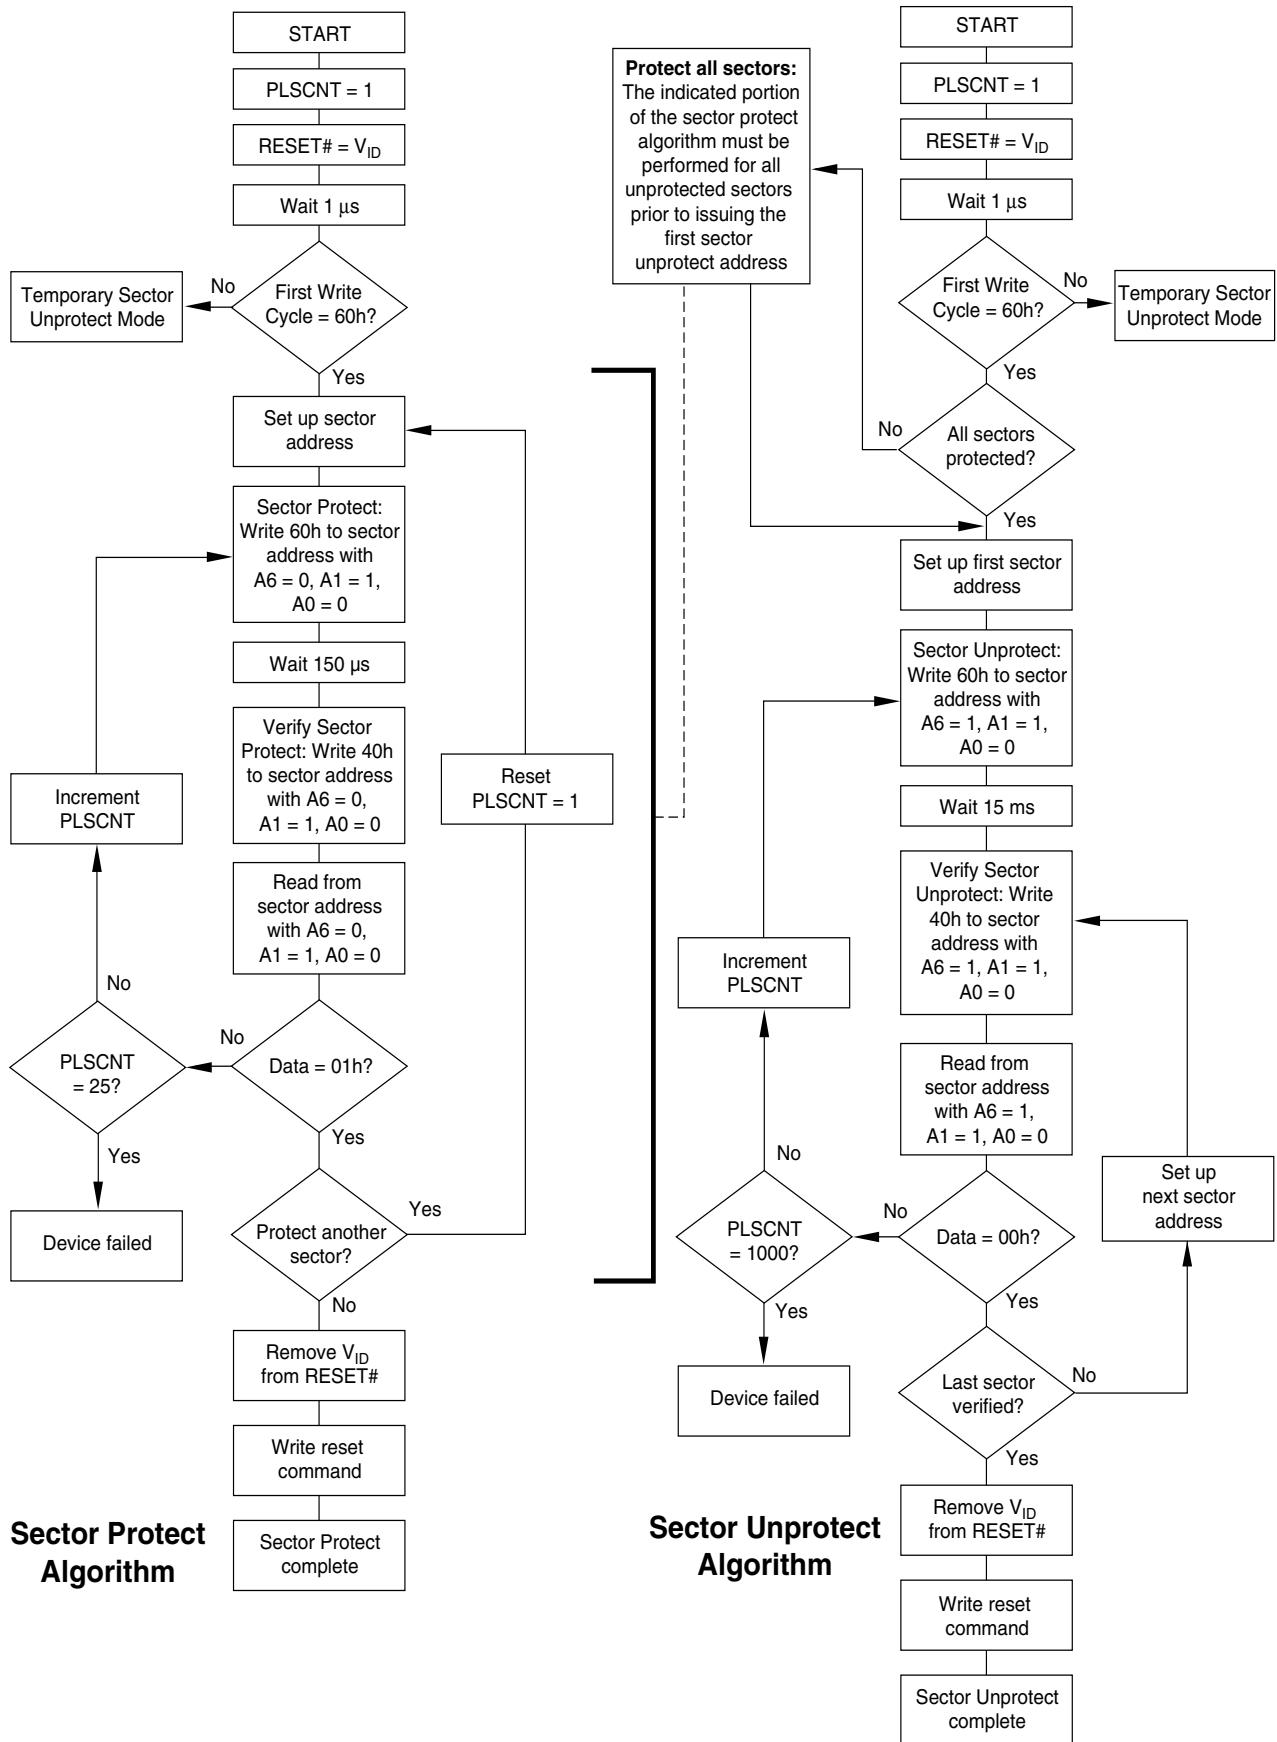 START
PLSCNT = 1
RESET# = VID
Wait 1 μs
First Write
Cycle = 60h?
No
Temporary Sector
Unprotect Mode
Yes
Set up sector
address
Sector Protect:
Write 60h to sector
address with
A6 = 0, A1 = 1,
A0 = 0
Wait 150 µs
Verify Sector
Protect: Write 40h
to sector address
with A6 = 0,
A1 = 1, A0 = 0
Increment
PLSCNT
Reset
PLSCNT = 1
Read from
sector address
with A6 = 0,
A1 = 1, A0 = 0
No
No
PLSCNT
= 25?
Data = 01h?
Yes
Yes
Device failed
Protect another
sector?
Yes
No
Remove VID
from RESET#
Write reset
command
Sector Protect
complete
Sector Protect
Algorithm
Protect all sectors:
The indicated portion
of the sector protect
algorithm must be
performed for all
unprotected sectors
prior to issuing the
first sector
unprotect address
START
PLSCNT = 1
RESET# = VID
Wait 1 μs
First Write
Cycle = 60h?
No
Temporary Sector
Unprotect Mode
Yes
No
All sectors
protected?
Yes
Set up first sector
address
Sector Unprotect:
Write 60h to sector
address with
A6 = 1, A1 = 1,
A0 = 0
Wait 15 ms
Verify Sector
Unprotect: Write
40h to sector
address with
A6 = 1, A1 = 1,
A0 = 0
Increment
PLSCNT
Read from
sector address
with A6 = 1,
A1 = 1, A0 = 0
No
Set up
next sector
address
No
PLSCNT
= 1000?
Data = 00h?
Yes
Yes
Device failed
Last sector
verified?
No
Yes
Remove VID
from RESET#
Write reset
command
Sector Unprotect
complete
Sector Unprotect
Algorithm